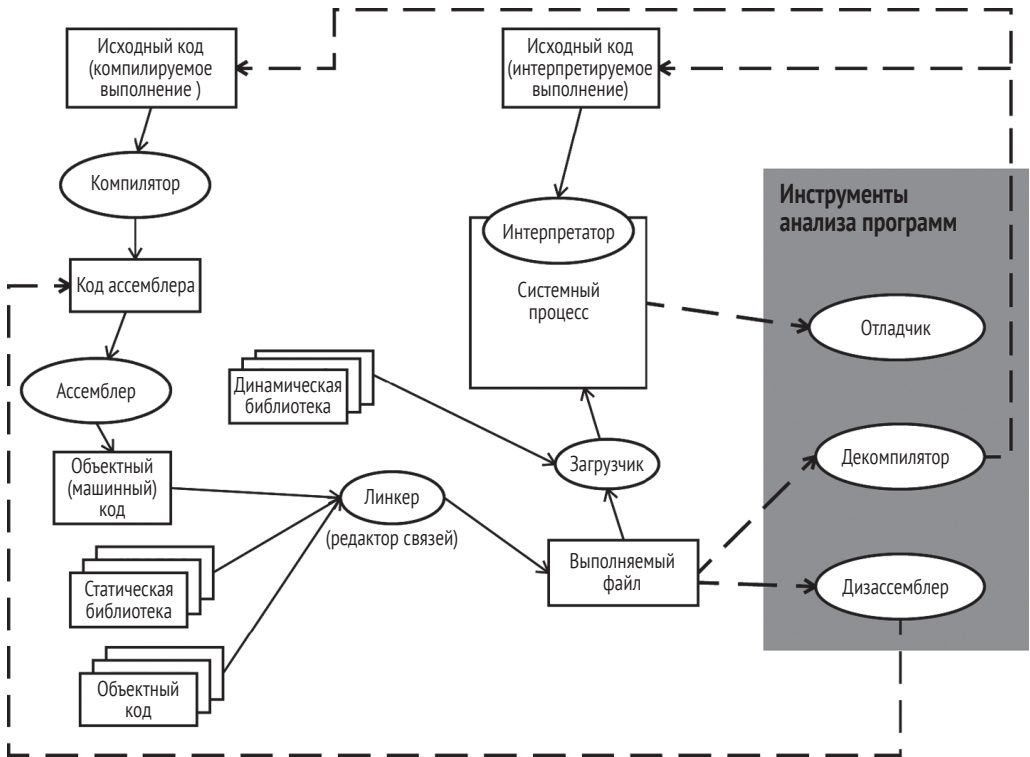 Исходный код
(компилируемое
выполнение )
Исходный код
(интерпретируемое
выполнение)
Компилятор
Инструменты
анализа программ
Интерпретатор
Код ассемблера
Системный
процесс
Отладчик
Ассемблер
Динамическая
библиотека
Объектный
(машинный)
код
Линкер
(редактор связей)
Загрузчик
Декомпилятор
Выполняемый
файл
Дизассемблер
Статическая
библиотека
Объектный
код